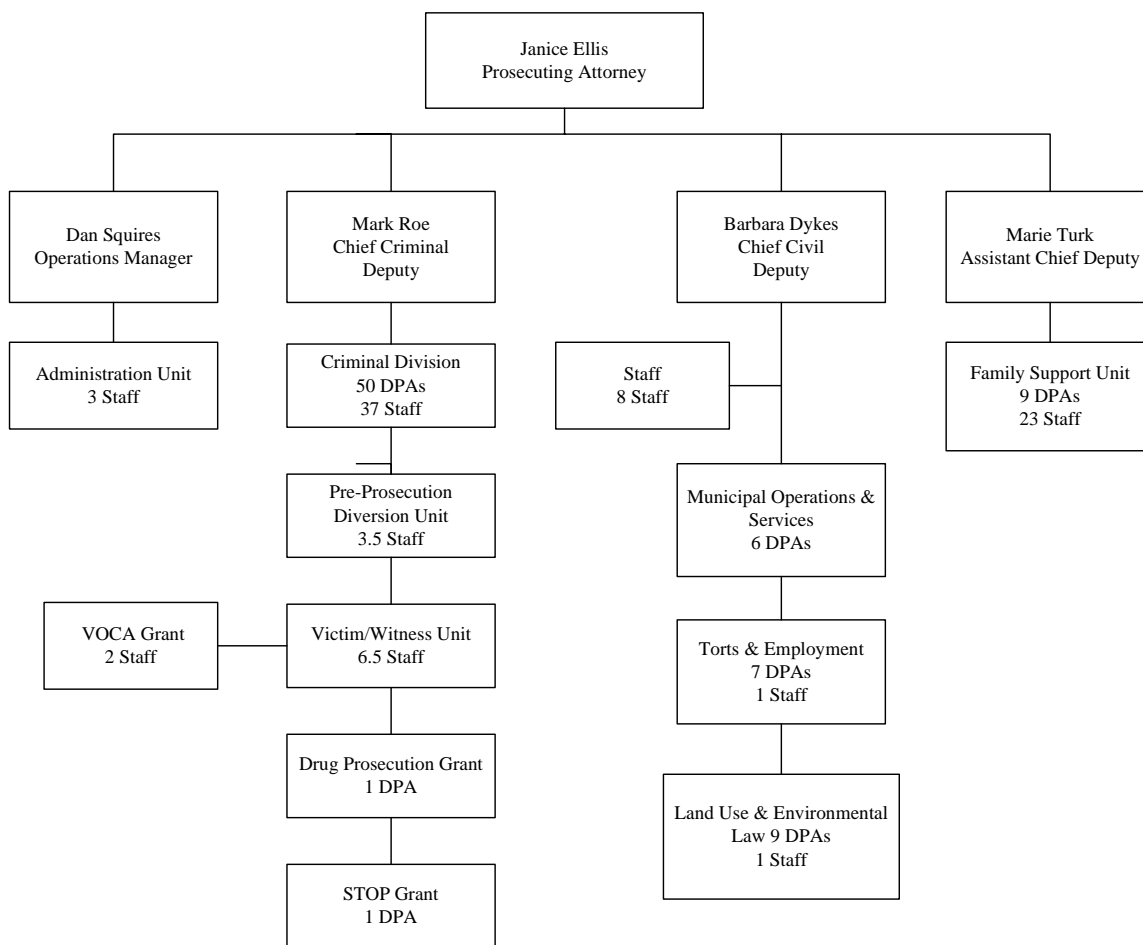 Janice Ellis
Prosecuting Attorney
Dan Squires
Operations Manager
Mark Roe
Chief Criminal
Deputy
Barbara Dykes
Chief Civil
Deputy
Marie Turk
Assistant Chief Deputy
Administration Unit
3 Staff
Criminal Division
50 DPAs
37 Staff
Staff
8 Staff
Family Support Unit
9 DPAs
23 Staff
Pre-Prosecution
Diversion Unit
3.5 Staff
Municipal Operations &
Services
6 DPAs
VOCA Grant
2 Staff
Victim/Witness Unit
6.5 Staff
Torts & Employment
7 DPAs
1 Staff
Drug Prosecution Grant
1 DPA
Land Use & Environmental
Law 9 DPAs
1 Staff
STOP Grant
1 DPA